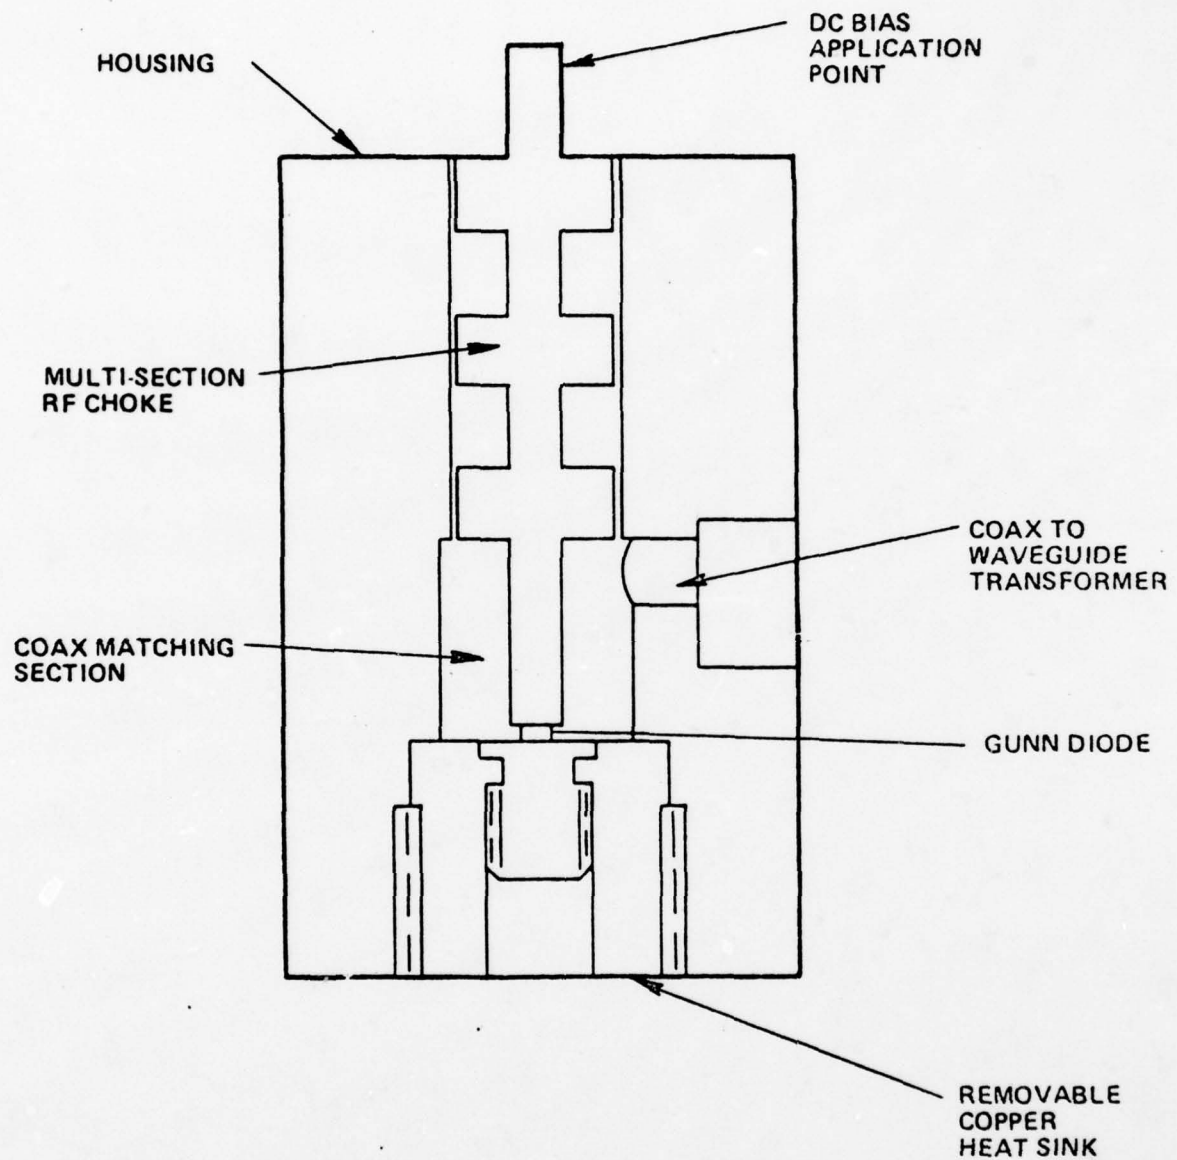 DC BIAS
APPLICATION
POINT
HOUSING
MULTI-SECTION
RF CHOKE
COAX TO
WAVEGUIDE
TRANSFORMER
COAX MATCHING
SECTION
GUNN DIODE
REMOVABLE
COPPER
HEAT SINK